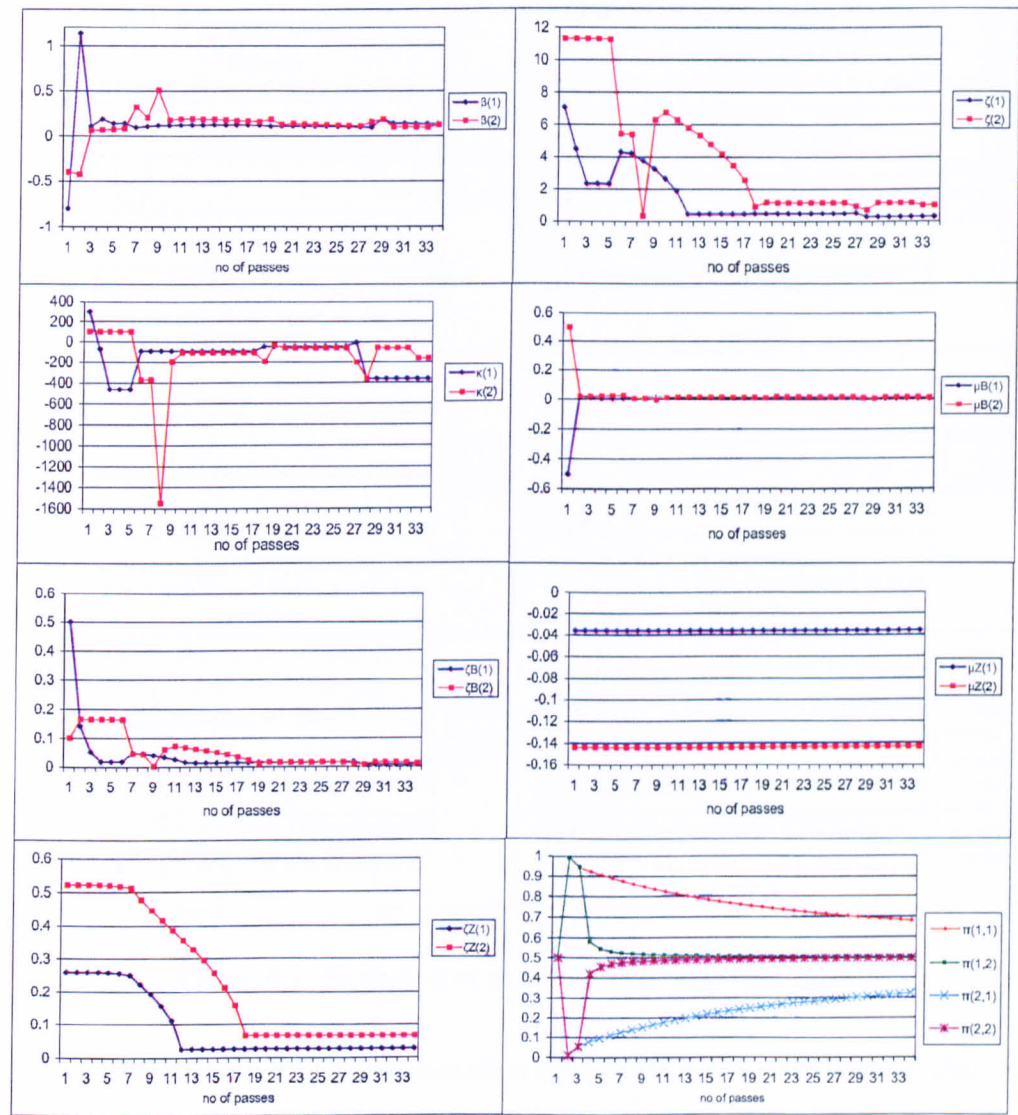 1
0.5
0
-0.5
-1
1 3 5 7 9 11 13 15 17 19 21 23 25 27 29 31 33
no of passes
β(1)
β(2)
12
10
8
6
4
2
0
1 3 5 7 9 11 13 15 17 19 21 23 25 27 29 31 33
no of passes
ζ(1)
ζ(2)
400
200
0
-200
-400
-600
-800
-1000
-1200
-1400
-1600
1 3 5 7 9 11 13 15 17 19 21 23 25 27 29 31 33
no of passes
κ(1)
κ(2)
0.6
0.4
0.2
0
-0.2
-0.4
-0.6
1 3 5 7 9 11 13 15 17 19 21 23 25 27 29 31 33
no of passes
μB(1)
μB(2)
0.6
0.5
0.4
0.3
0.2
0.1
0
1 3 5 7 9 11 13 15 17 19 21 23 25 27 29 31 33
no of passes
ζB(1)
ζB(2)
0
-0.02
-0.04
-0.06
-0.08
-0.1
-0.12
-0.14
-0.16
1 3 5 7 9 11 13 15 17 19 21 23 25 27 29 31 33
no of passes
μZ(1)
μZ(2)
0.6
0.5
0.4
0.3
0.2
0.1
0
1 3 5 7 9 11 13 15 17 19 21 23 25 27 29 31 33
no of passes
ζZ(1)
ζZ(2)
1
0.9
0.8
0.7
0.6
0.5
0.4
0.3
0.2
0.1
0
1 3 5 7 9 11 13 15 17 19 21 23 25 27 29 31 33
no of passes
π(1,1)
π(1,2)
π(2,1)
π(2,2)